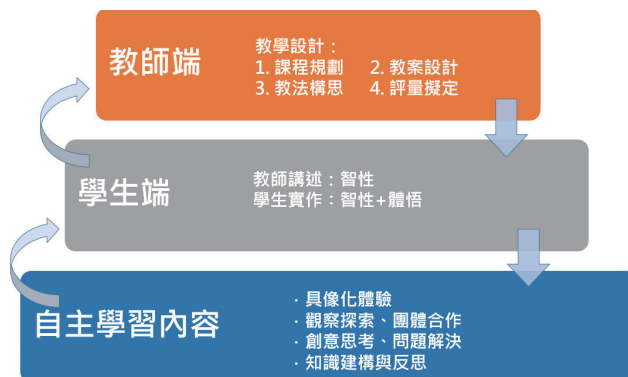 教師端
教學設計：
1. 課程規劃　2. 教案設計
3. 教法構思　4. 評量擬定
學生端
教師講述：智性
學生實作：智性+體悟
自主學習內容
· 具像化體驗
· 觀察探索、團體合作
· 創意思考、問題解決
· 知識建構與反思